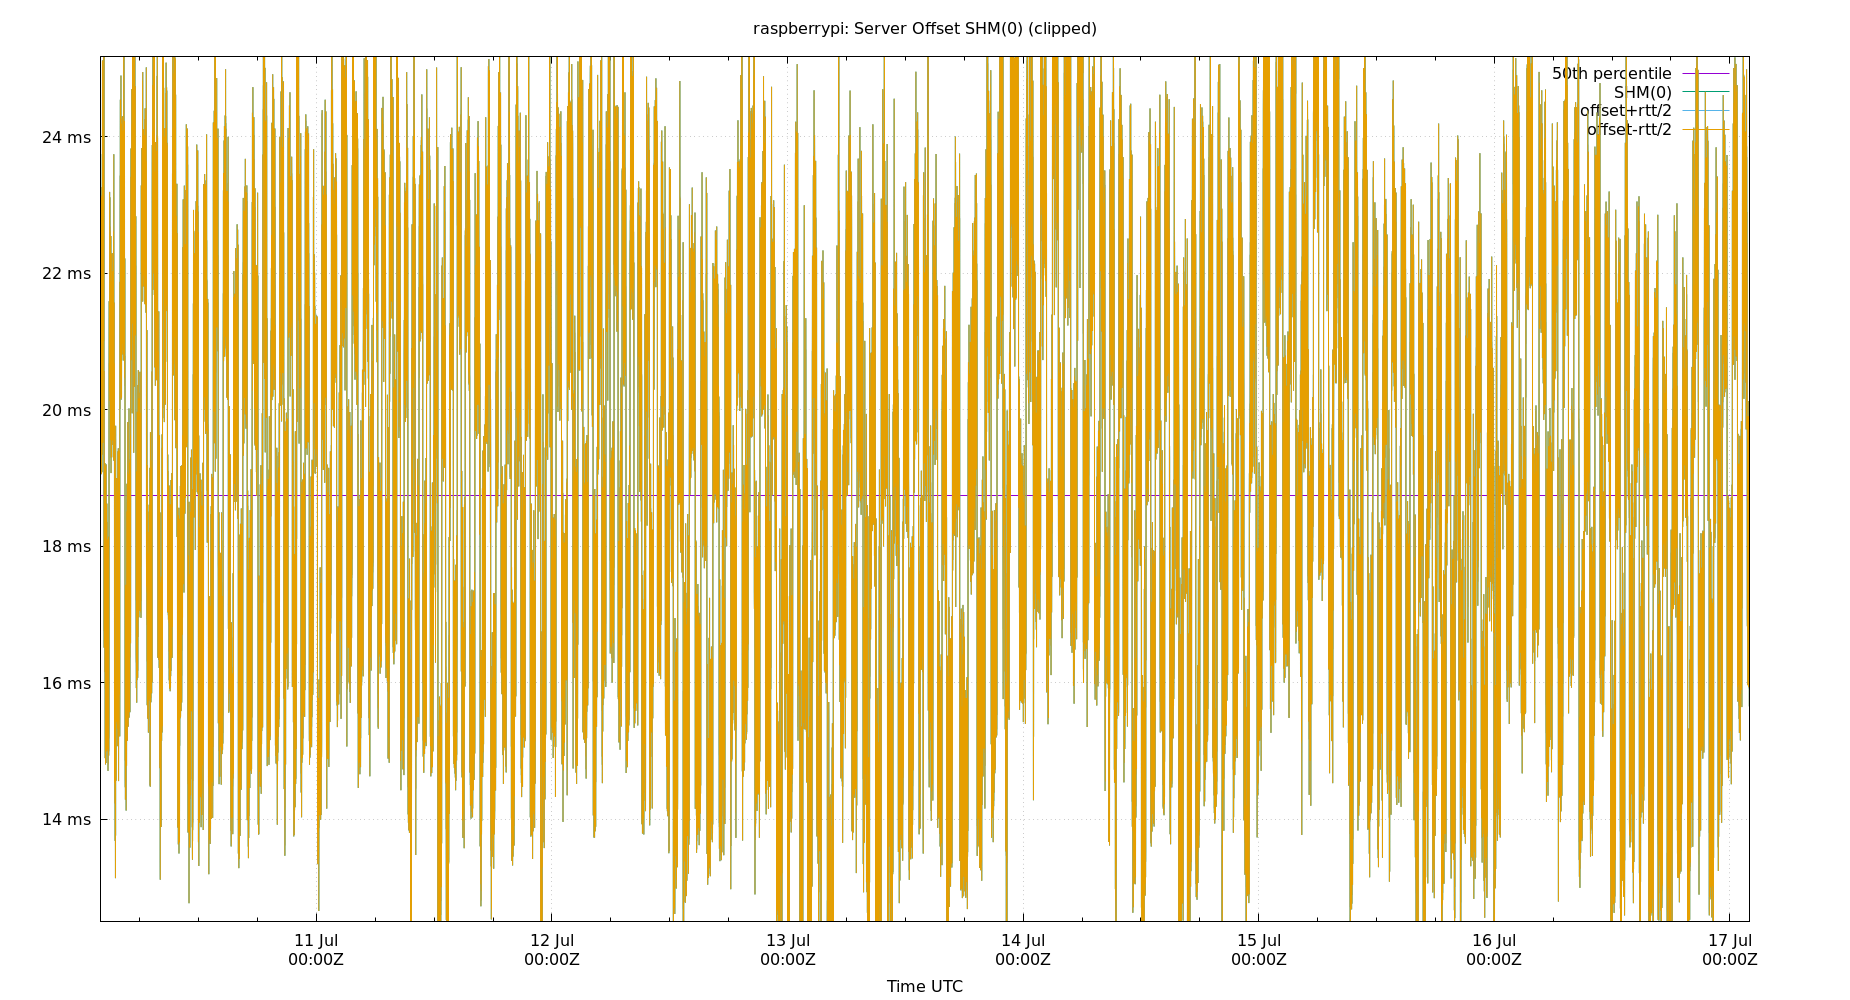 raspberrypi: Server Offset SHM(0) (clipped)
50th percentile
SHM(0)
offset+rtt/2
offset-rtt/2
24 ms
22 ms
20 ms
18 ms
16 ms
14 ms
11 Jul 12 Jul 13 Jul 14 Jul 15 Jul 16 Jul 17 Jul
00:00Z 00:00Z 00:00Z 00:00Z 00:00Z 00:00Z 00:00Z
Time UTC